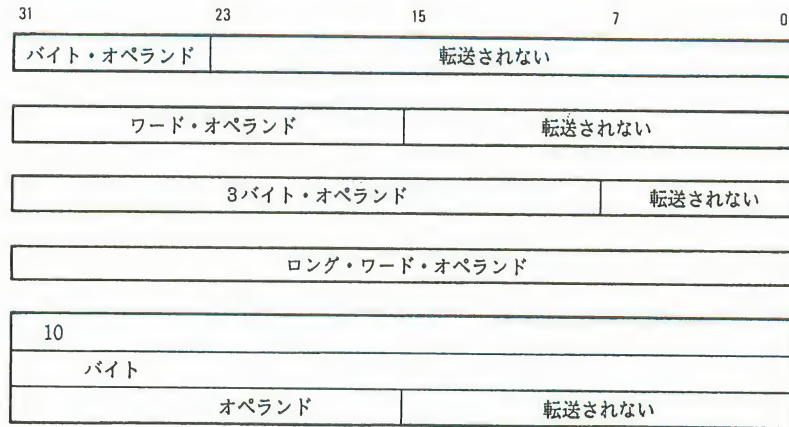 31 23 15 7 0
バイト・オペランド 転送されない
ワード・オペランド 転送されない
3バイト・オペランド 転送されない
ロング・ワード・オペランド
10
バイト
オペランド 転送されない